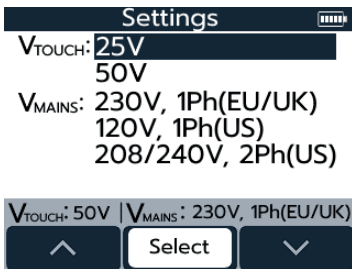 Settings
VTOUCH: 25V
50V
VMAINS: 230V, 1Ph(EU/UK)
120V, 1Ph(US)
208/240V, 2Ph(US)
VTOUCH: 50V | VMAINS: 230V, 1Ph(EU/UK)
Select